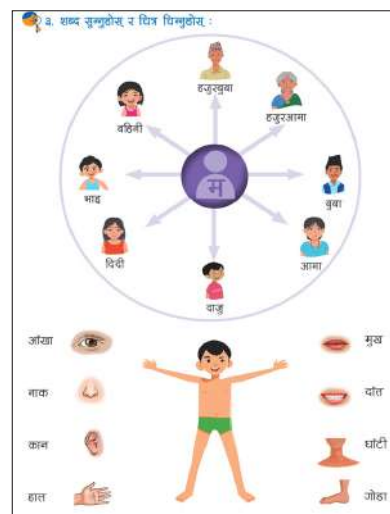 ३. शब्द सुन्नुहोस् र चित्र चिन्नुहोस् :
हजुरबुबा
बहिनी
हजुरआमा
म
भाइ
बुबा
दिदी
आमा
दाजु
आँखा
मुख
नाक
दाँत
कान
घाँटी
हात
गोडा